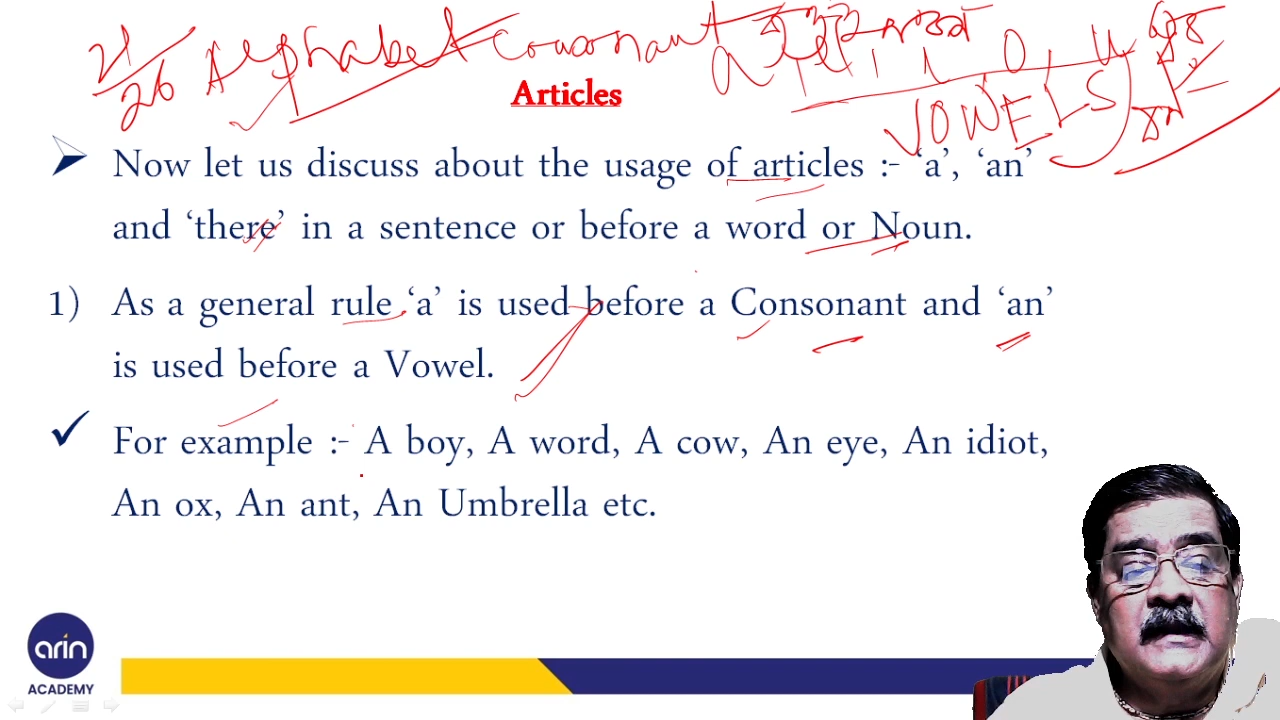 21/26 Alphabet Consonant a e i o, u
VOWELS
Articles
Now let us discuss about the usage of articles :- ‘a’, ‘an’
and ‘there’ in a sentence or before a word or Noun.
1) As a general rule ‘a’ is used before a Consonant and ‘an’
is used before a Vowel.
For example :- A boy, A word, A cow, An eye, An idiot,
An ox, An ant, An Umbrella etc.
arin
ACADEMY